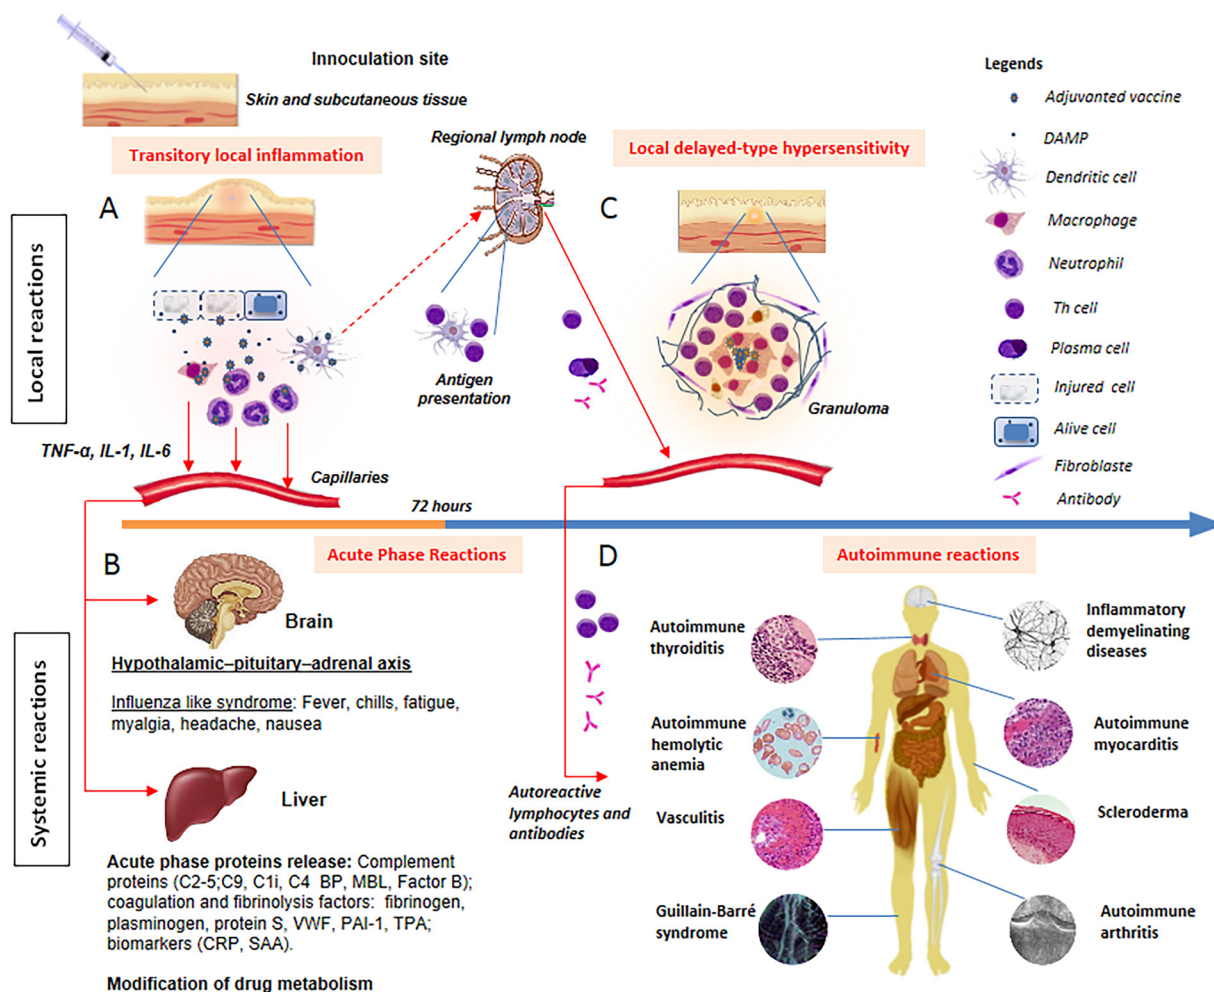 Innoculation site
Skin and subcutaneous tissue
Transitory local inflammation
Regional lymph node
Local delayed-type hypersensitivity
Legends
Adjuvanted vaccine
DAMP
Dendritic cell
Macrophage
Neutrophil
Th cell
Plasma cell
Injured cell
Alive cell
Fibroblaste
Antibody
Local reactions
A
C
Antigen
presentation
Granuloma
TNF-α, IL-1, IL-6
Capillaries
72 hours
Systemic reactions
B
Acute Phase Reactions
Brain
Hypothalamic–pituitary–adrenal axis
Influenza like syndrome: Fever, chills, fatigue,
myalgia, headache, nausea
Liver
Acute phase proteins release: Complement
proteins (C2-5;C9, C1i, C4 BP, MBL, Factor B);
coagulation and fibrinolysis factors: fibrinogen,
plasminogen, protein S, VWF, PAI-1, TPA;
biomarkers (CRP, SAA).
Modification of drug metabolism
D
Autoimmune reactions
Autoreactive
lymphocytes and
antibodies
Autoimmune
thyroiditis
Autoimmune
hemolytic
anemia
Vasculitis
Guillain-Barré
syndrome
Inflammatory
demyelinating
diseases
Autoimmune
myocarditis
Scleroderma
Autoimmune
arthritis